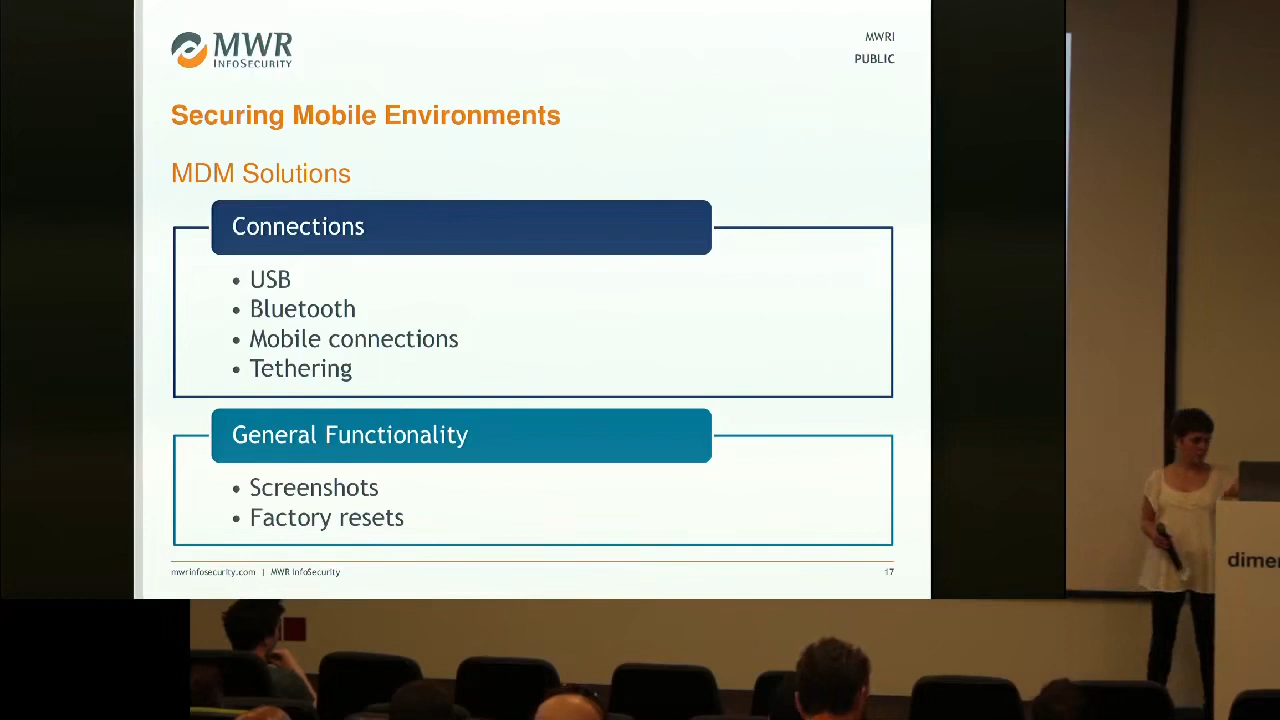 MWR
INFOSECURITY
MWRI
PUBLIC
Securing Mobile Environments
MDM Solutions
Connections
• USB
• Bluetooth
• Mobile connections
• Tethering
General Functionality
• Screenshots
• Factory resets
mwrinfosecurity.com | MWR InfoSecurity
17
dimen